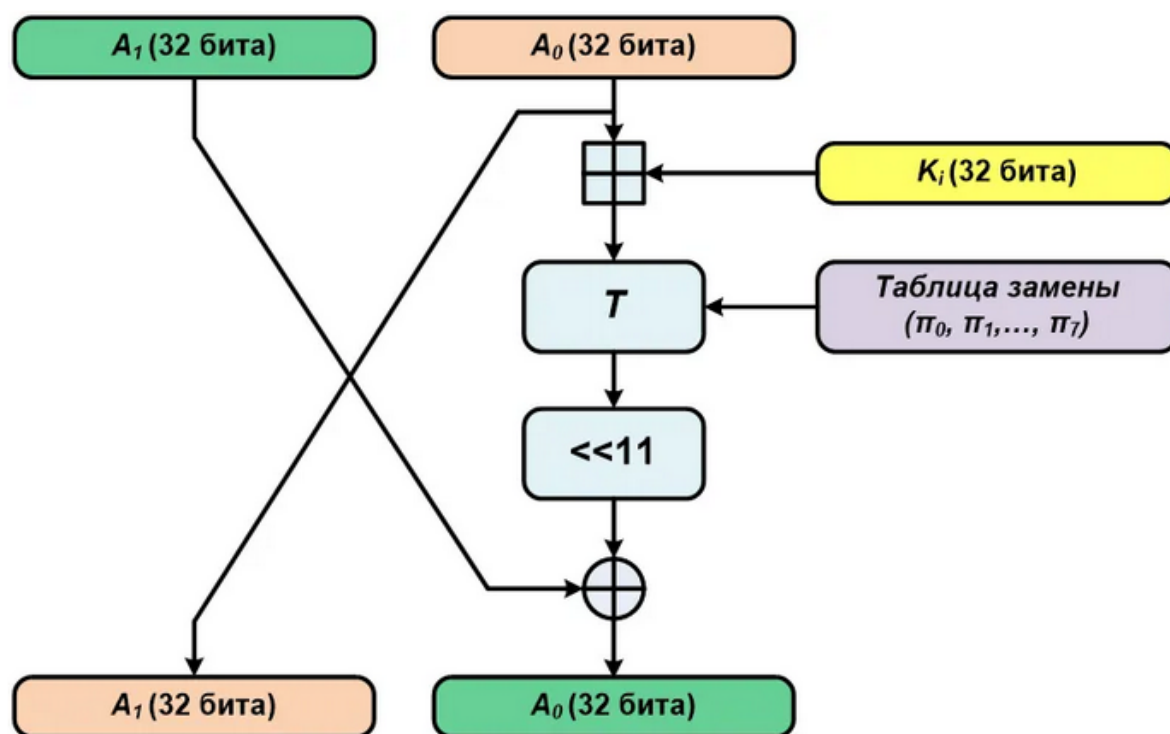 A₁ (32 бита)
A₀ (32 бита)
Kᵢ (32 бита)
T
Таблица замены
(π₀, π₁,..., π₇)
<<11
A₁ (32 бита)
A₀ (32 бита)